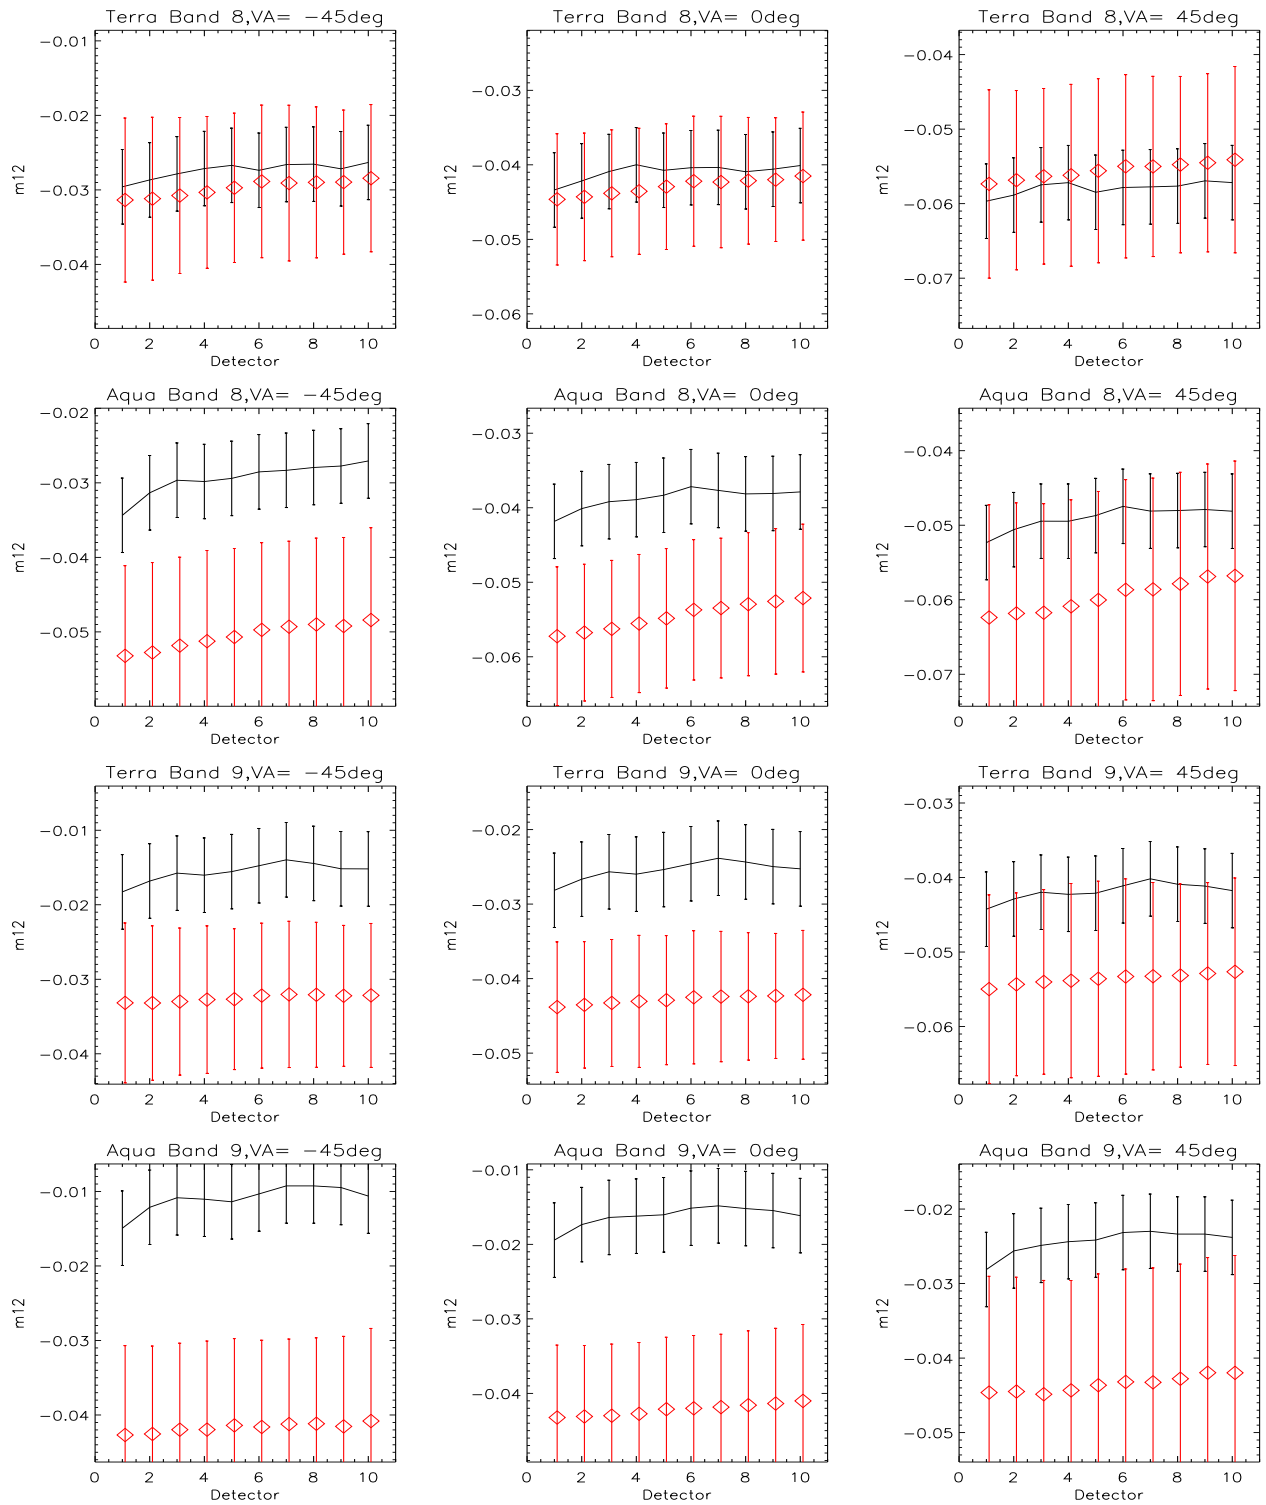 Terra Band 8,VA= −45deg
−0.01
−0.02
−0.03
−0.04
m12
0 2 4 6 8 10
Detector
Terra Band 8,VA= 0deg
−0.03
−0.04
−0.05
−0.06
m12
0 2 4 6 8 10
Detector
Terra Band 8,VA= 45deg
−0.04
−0.05
−0.06
−0.07
m12
0 2 4 6 8 10
Detector
Aqua Band 8,VA= −45deg
−0.02
−0.03
−0.04
−0.05
m12
0 2 4 6 8 10
Detector
Aqua Band 8,VA= 0deg
−0.03
−0.04
−0.05
−0.06
m12
0 2 4 6 8 10
Detector
Aqua Band 8,VA= 45deg
−0.04
−0.05
−0.06
−0.07
m12
0 2 4 6 8 10
Detector
Terra Band 9,VA= −45deg
−0.01
−0.02
−0.03
−0.04
m12
0 2 4 6 8 10
Detector
Terra Band 9,VA= 0deg
−0.02
−0.03
−0.04
−0.05
m12
0 2 4 6 8 10
Detector
Terra Band 9,VA= 45deg
−0.03
−0.04
−0.05
−0.06
m12
0 2 4 6 8 10
Detector
Aqua Band 9,VA= −45deg
−0.01
−0.02
−0.03
−0.04
m12
0 2 4 6 8 10
Detector
Aqua Band 9,VA= 0deg
−0.01
−0.02
−0.03
−0.04
m12
0 2 4 6 8 10
Detector
Aqua Band 9,VA= 45deg
−0.02
−0.03
−0.04
−0.05
m12
0 2 4 6 8 10
Detector